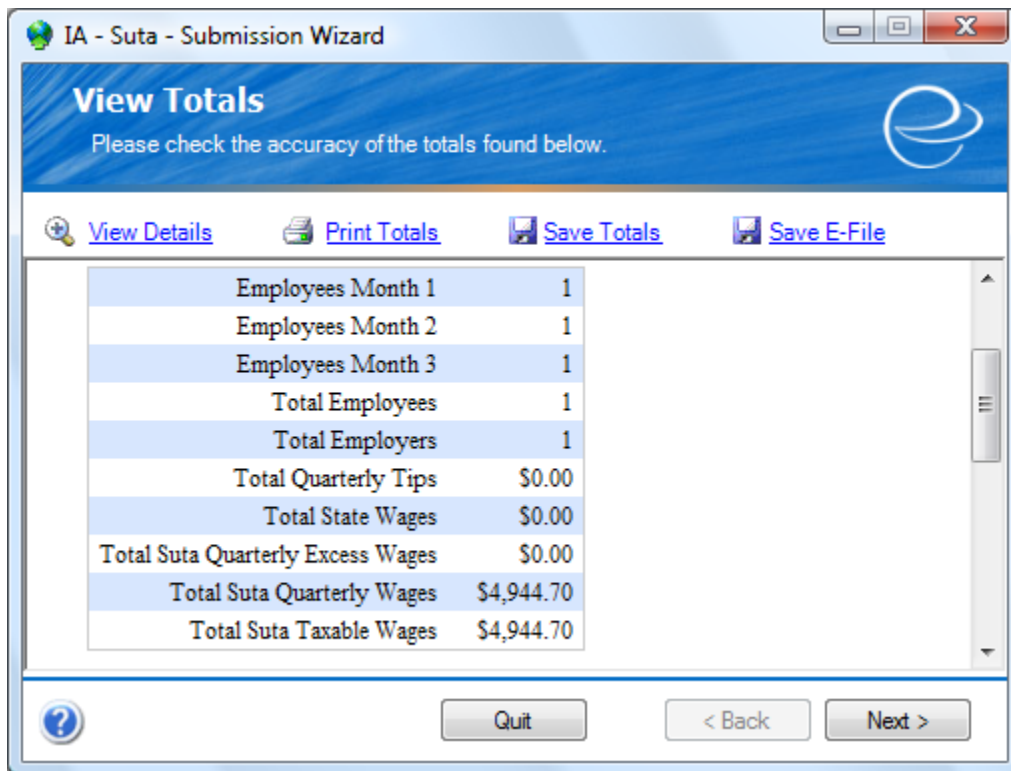 IA - Suta - Submission Wizard
View Totals
Please check the accuracy of the totals found below.
View Details Print Totals Save Totals Save E-File
Employees Month 1 1
Employees Month 2 1
Employees Month 3 1
Total Employees 1
Total Employers 1
Total Quarterly Tips $0.00
Total State Wages $0.00
Total Suta Quarterly Excess Wages $0.00
Total Suta Quarterly Wages $4,944.70
Total Suta Taxable Wages $4,944.70
? Quit < Back Next >